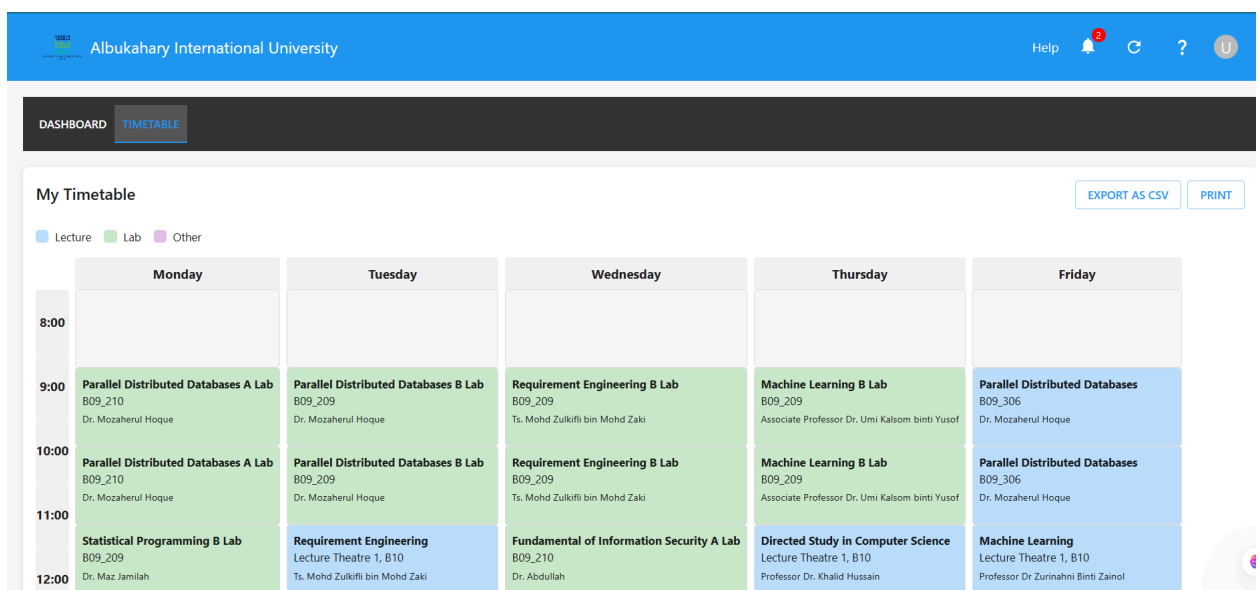 Albukahary International University
Help
2
?
U
DASHBOARD TIMETABLE
My Timetable
EXPORT AS CSV PRINT
Lecture Lab Other
Monday Tuesday Wednesday Thursday Friday
8:00
9:00
Parallel Distributed Databases A Lab
B09_210
Dr. Mozaherul Hoque
Parallel Distributed Databases B Lab
B09_209
Dr. Mozaherul Hoque
Requirement Engineering B Lab
B09_209
Ts. Mohd Zulkifli bin Mohd Zaki
Machine Learning B Lab
B09_209
Associate Professor Dr. Umi Kalsom binti Yusof
Parallel Distributed Databases
B09_306
Dr. Mozaherul Hoque
10:00
Parallel Distributed Databases A Lab
B09_210
Dr. Mozaherul Hoque
Parallel Distributed Databases B Lab
B09_209
Dr. Mozaherul Hoque
Requirement Engineering B Lab
B09_209
Ts. Mohd Zulkifli bin Mohd Zaki
Machine Learning B Lab
B09_209
Associate Professor Dr. Umi Kalsom binti Yusof
Parallel Distributed Databases
B09_306
Dr. Mozaherul Hoque
11:00
Statistical Programming B Lab
B09_209
Dr. Maz Jamilah
Requirement Engineering
Lecture Theatre 1, B10
Ts. Mohd Zulkifli bin Mohd Zaki
Fundamental of Information Security A Lab
B09_210
Dr. Abdullah
Directed Study in Computer Science
Lecture Theatre 1, B10
Professor Dr. Khalid Hussain
Machine Learning
Lecture Theatre 1, B10
Professor Dr Zurinahni Binti Zainol
12:00